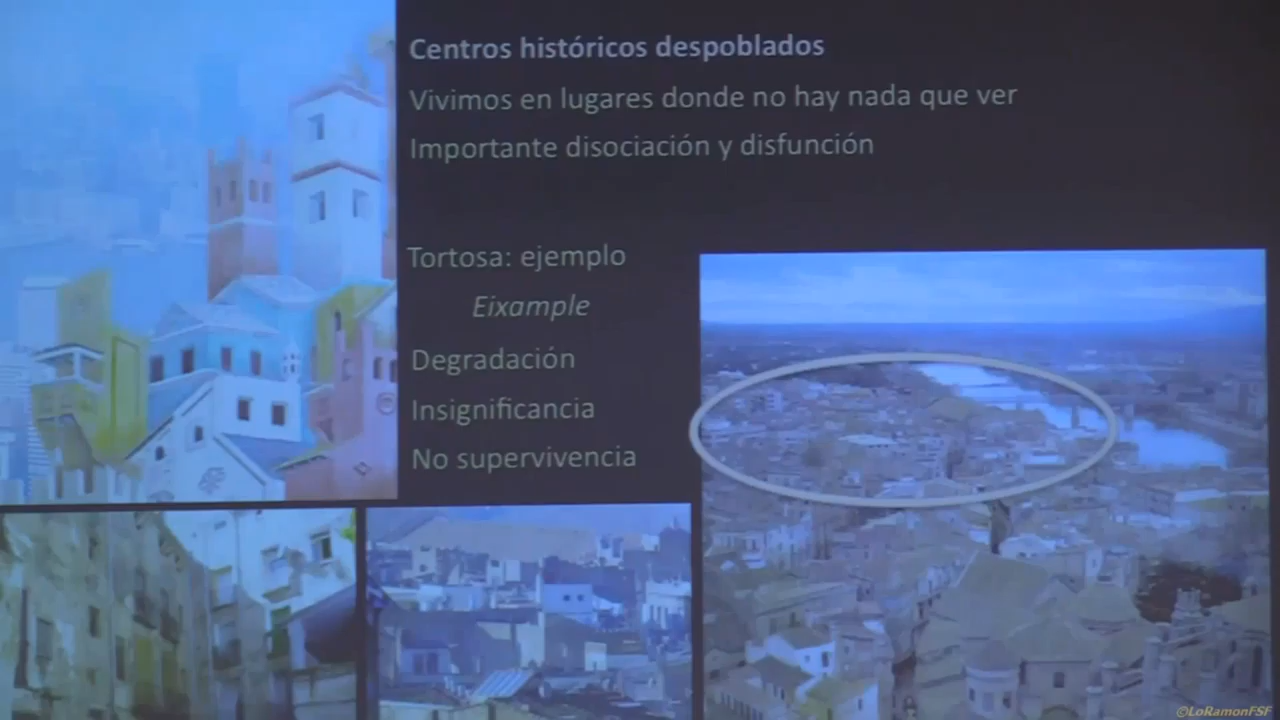 Centros históricos despoblados
Vivimos en lugares donde no hay nada que ver
Importante disociación y disfunción
Tortosa: ejemplo
Eixample
Degradación
Insignificancia
No supervivencia
©LoRamonFSF